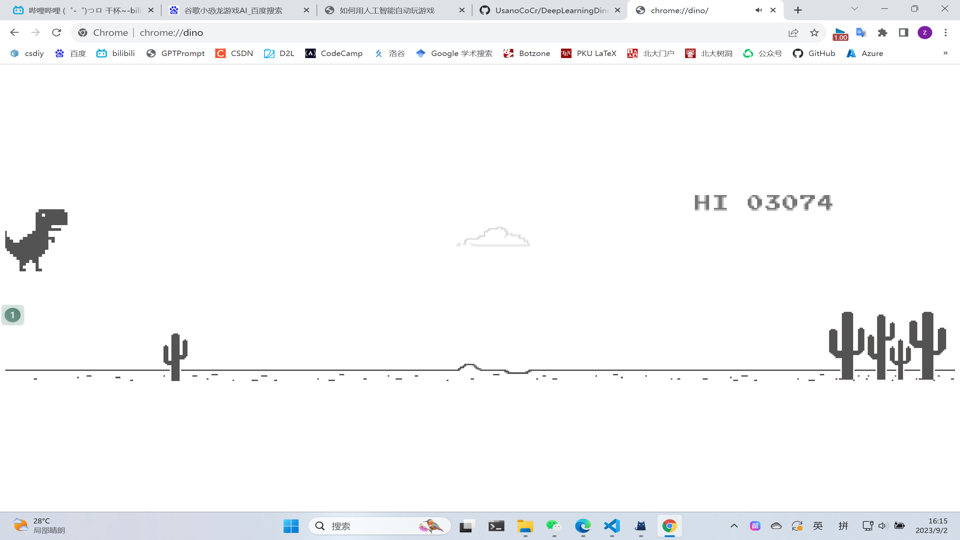 哔哩哔哩 (゜-゜)つロ 干杯~-bili
谷歌小恐龙游戏AI_百度搜索
如何用人工智能自动玩游戏
UsanoCoCr/DeepLearningDin
chrome://dino/
Chrome | chrome://dino
1.00
z
csdiy
百度
bilibili
GPTPrompt
CSDN
D2L
CodeCamp
洛谷
Google 学术搜索
Botzone
PKU LaTeX
北大门户
北大树洞
公众号
GitHub
Azure
»
HI 03074
1
28°C
局部晴朗
搜索
英
拼
16:15
2023/9/2